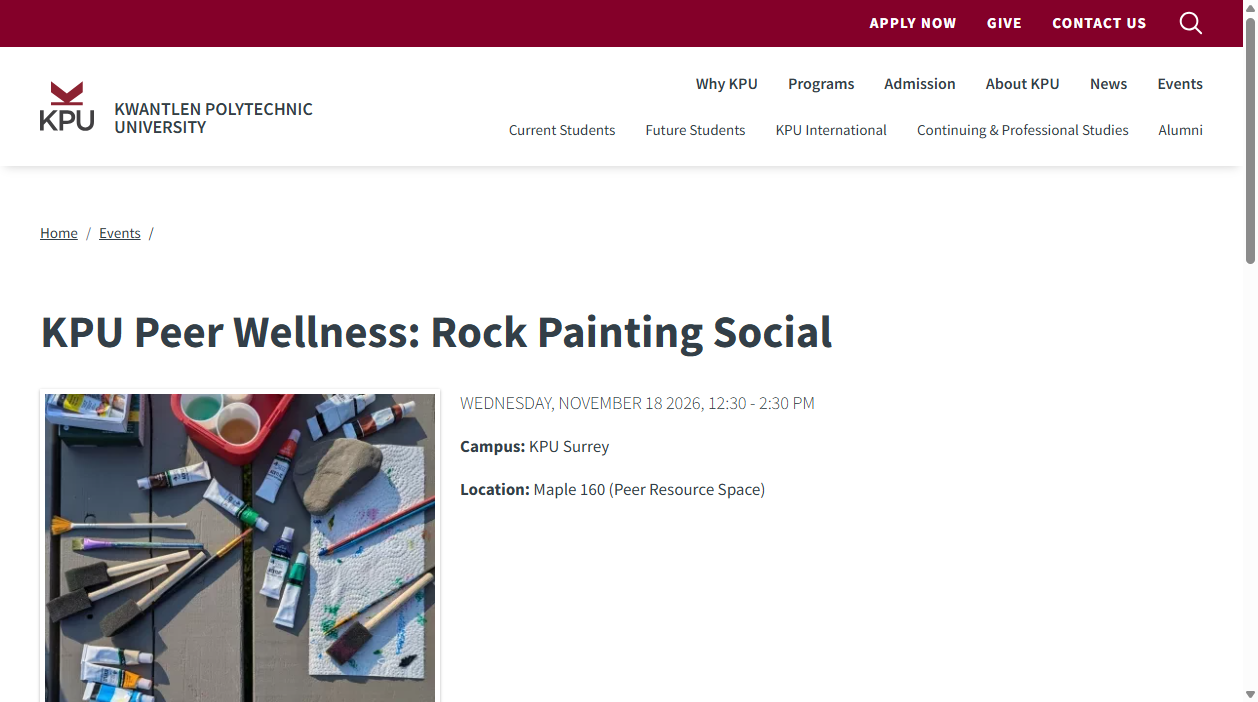 APPLY NOW GIVE CONTACT US
KPU
KWANTLEN POLYTECHNIC
UNIVERSITY
Why KPU Programs Admission About KPU News Events
Current Students Future Students KPU International Continuing & Professional Studies Alumni
Home / Events /
KPU Peer Wellness: Rock Painting Social
WEDNESDAY, NOVEMBER 18 2026, 12:30 - 2:30 PM
Campus: KPU Surrey
Location: Maple 160 (Peer Resource Space)